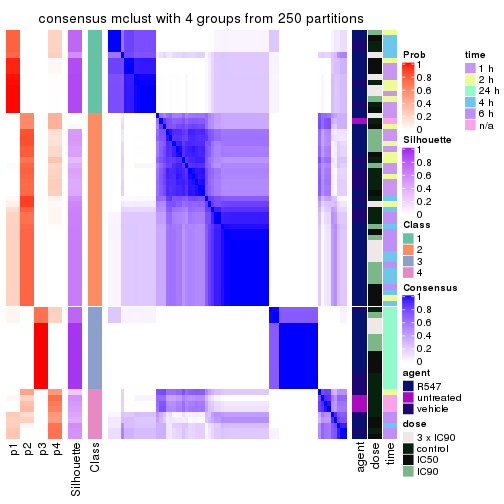 consensus mclust with 4 groups from 250 partitions
Prob
1
0.8
0.6
0.4
0.2
0
Silhouette
1
0.8
0.6
0.4
0.2
0
Class
1
2
3
4
Consensus
1
0.8
0.6
0.4
0.2
0
agent
R547
untreated
vehicle
dose
3 x IC90
control
IC50
IC90
time
1 h
2 h
24 h
4 h
6 h
n/a
p1
p2
p3
p4
Silhouette
Class
agent
dose
time